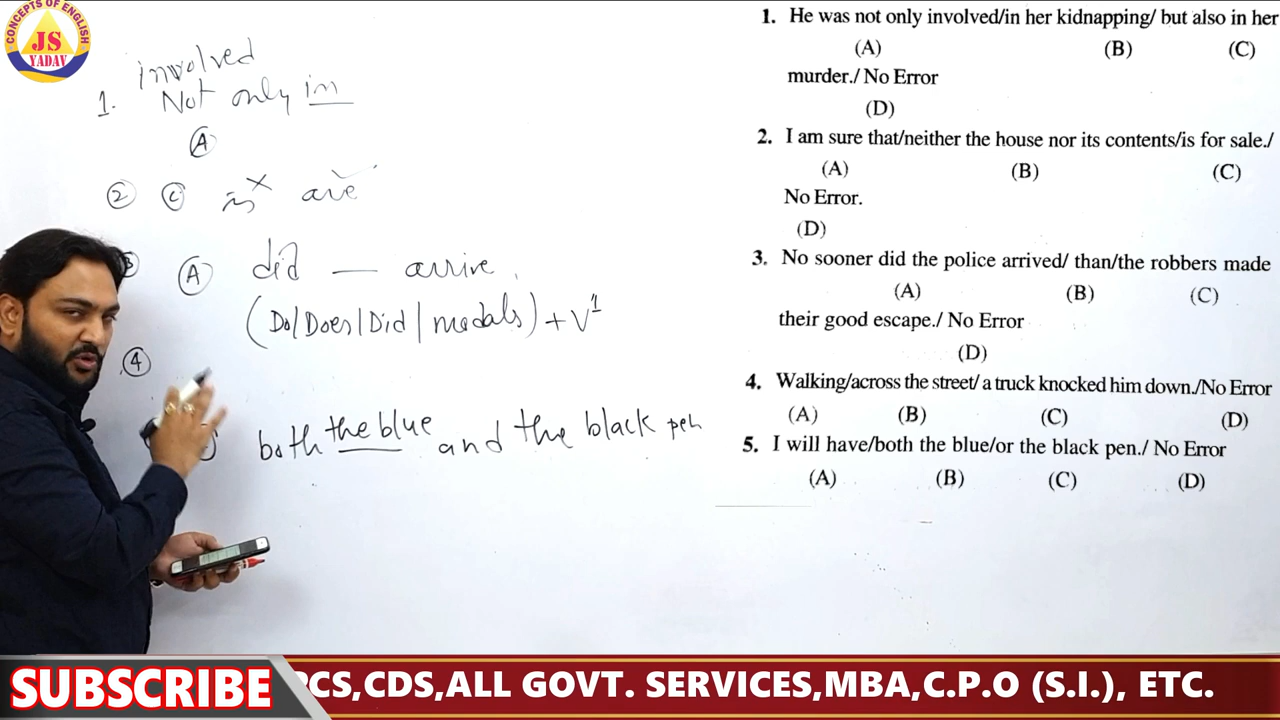 CONCEPTS OF ENGLISH
JS
YADAV
involved
1. Not only in
A
2 C is × are
A did — arrive.
(Do/Does/Did/modals) + V1
4
both the blue and the black pen
1. He was not only involved/in her kidnapping/ but also in her
(A) (B) (C)
murder./ No Error
(D)
2. I am sure that/neither the house nor its contents/is for sale./
(A) (B) (C)
No Error.
(D)
3. No sooner did the police arrived/ than/the robbers made
(A) (B) (C)
their good escape./ No Error
(D)
4. Walking/across the street/ a truck knocked him down./No Error
(A) (B) (C) (D)
5. I will have/both the blue/or the black pen./ No Error
(A) (B) (C) (D)
SUBSCRIBE
PCS,CDS,ALL GOVT. SERVICES,MBA,C.P.O (S.I.), ETC.